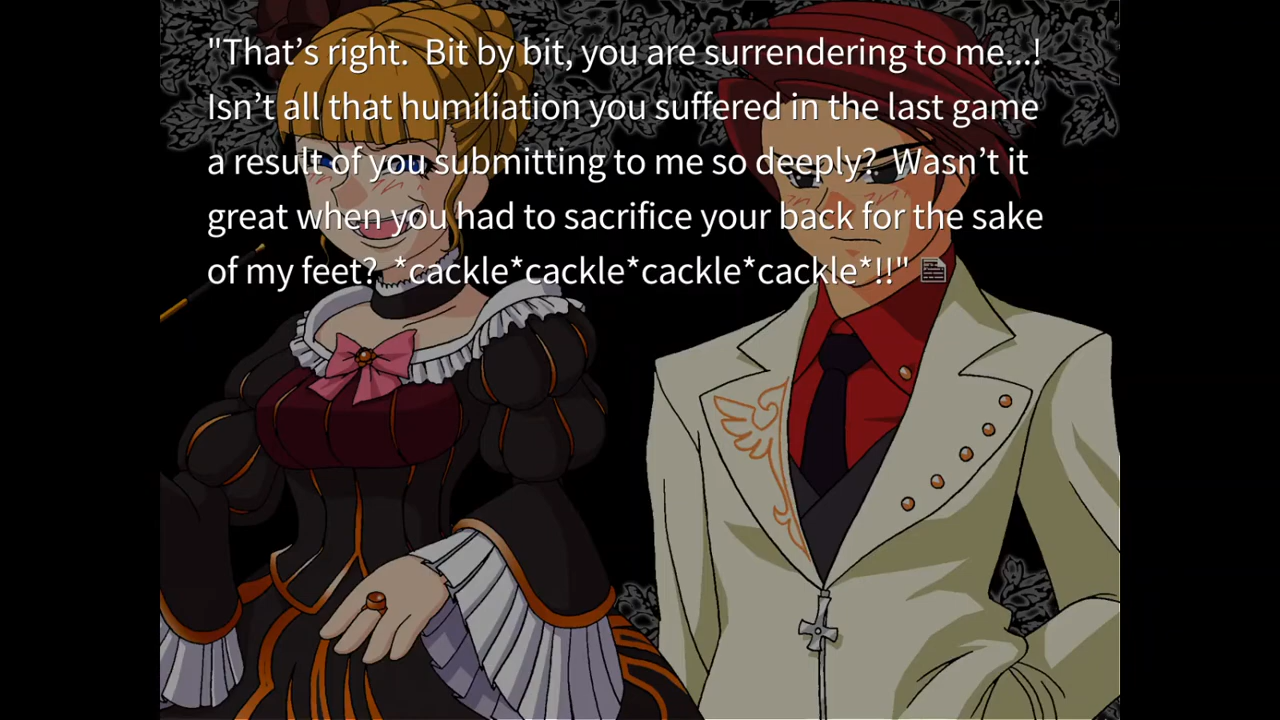 "That’s right.  Bit by bit, you are surrendering to me...!
Isn’t all that humiliation you suffered in the last game
a result of you submitting to me so deeply?  Wasn’t it
great when you had to sacrifice your back for the sake
of my feet?  *cackle*cackle*cackle*cackle*!!"